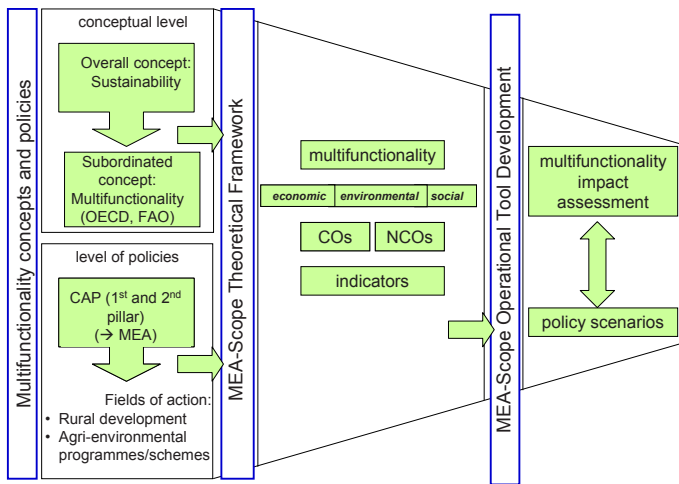 Multifunctionality concepts and policies
conceptual level
Overall concept:
Sustainability
Subordinated
concept:
Multifunctionality
(OECD, FAO)
level of policies
CAP (1st and 2nd
pillar)
(→ MEA)
Fields of action:
• Rural development
• Agri-environmental
programmes/schemes
MEA-Scope Theoretical Framework
multifunctionality
economic environmental social
COs NCOs
indicators
MEA-Scope Operational Tool Development
multifunctionality
impact
assessment
policy scenarios